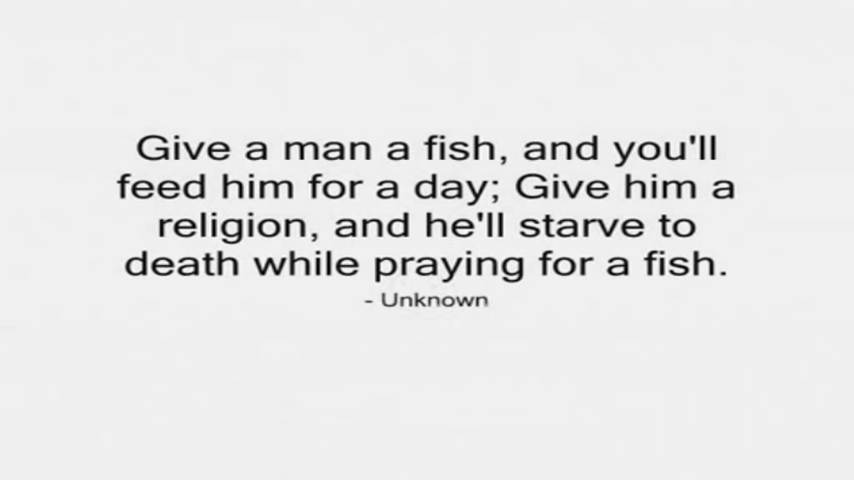 Give a man a fish, and you'll
feed him for a day; Give him a
religion, and he'll starve to
death while praying for a fish.
- Unknown